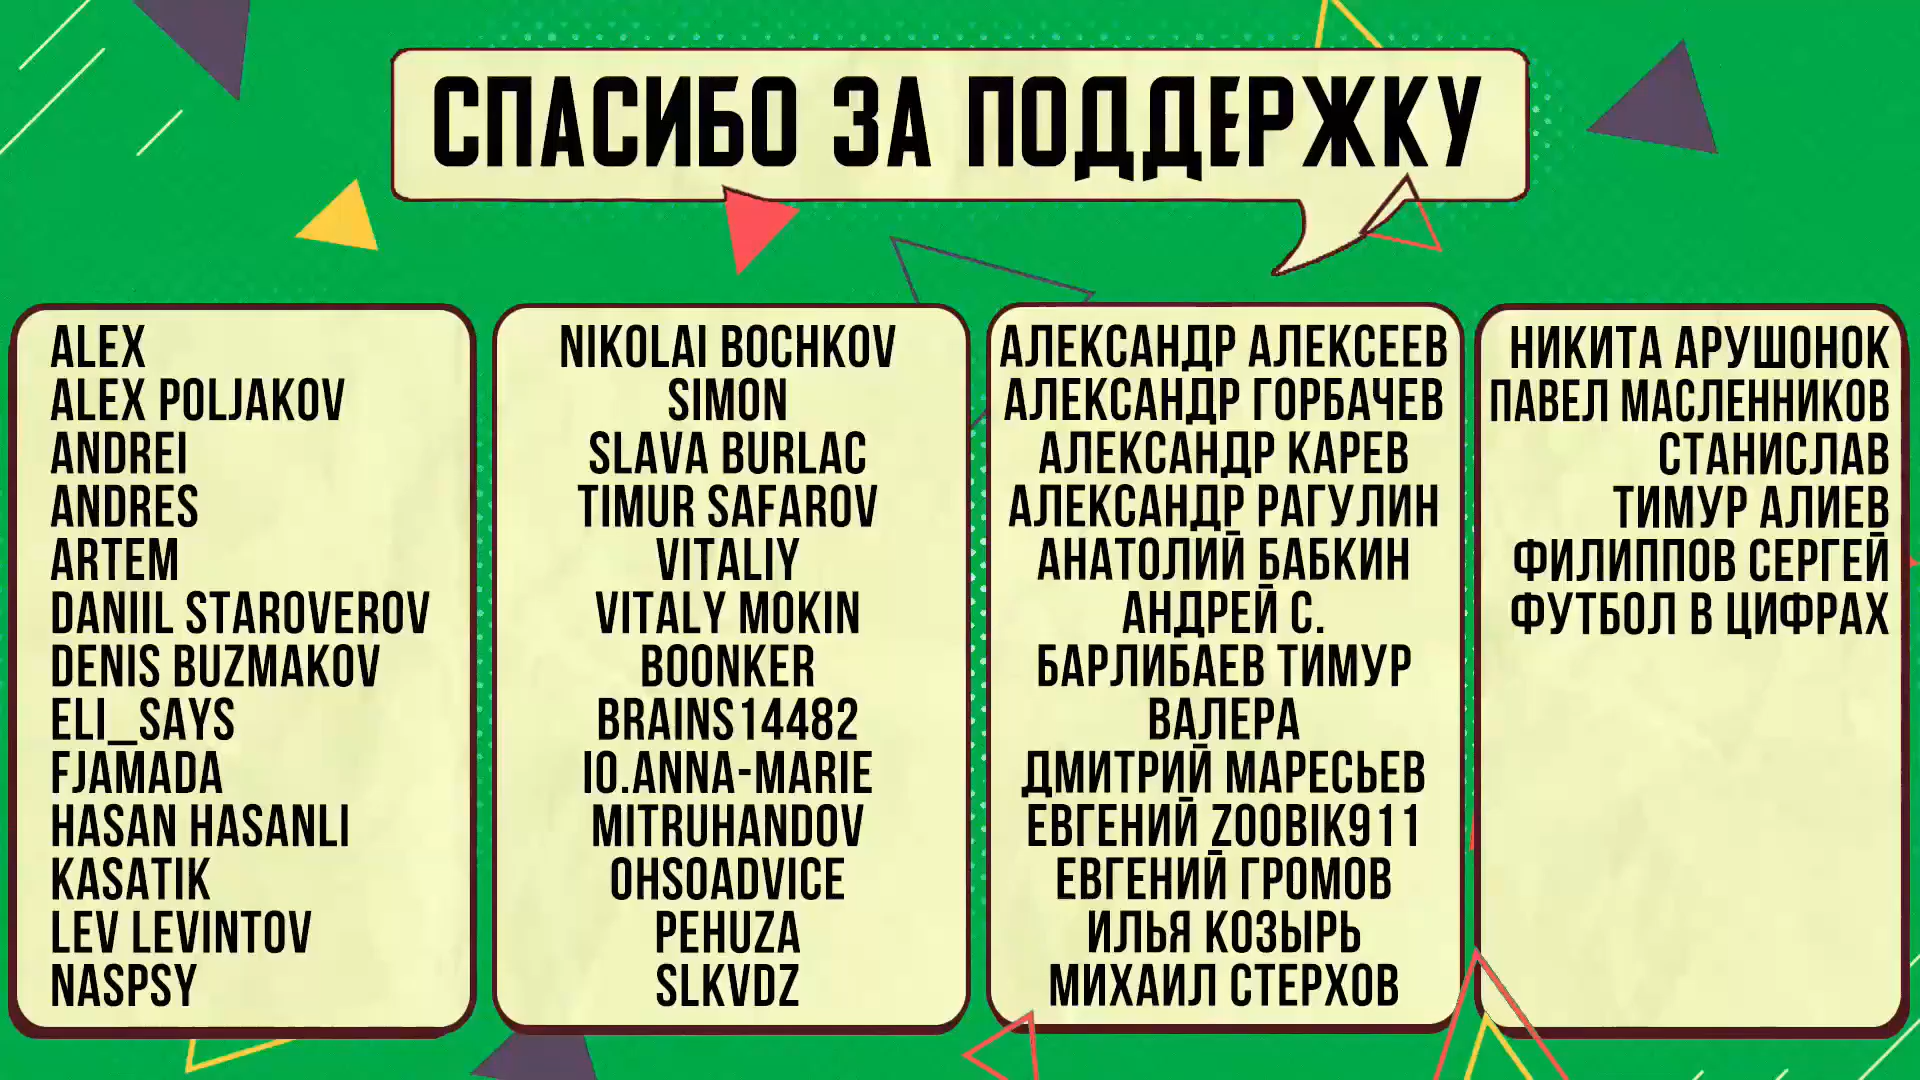 СПАСИБО ЗА ПОДДЕРЖКУ
ALEX
ALEX POLJAKOV
ANDREI
ANDRES
ARTEM
DANIIL STAROVEROV
DENIS BUZMAKOV
ELI_SAYS
FJAMADA
HASAN HASANLI
KASATIK
LEV LEVINTOV
NASPSY
NIKOLAI BOCHKOV
SIMON
SLAVA BURLAC
TIMUR SAFAROV
VITALIY
VITALY MOKIN
BOONKER
BRAINS14482
IO.ANNA-MARIE
MITRUHANDOV
OHSOADVICE
PEHUZA
SLKVDZ
АЛЕКСАНДР АЛЕКСЕЕВ
АЛЕКСАНДР ГОРБАЧЕВ
АЛЕКСАНДР КАРЕВ
АЛЕКСАНДР РАГУЛИН
АНАТОЛИЙ БАБКИН
АНДРЕЙ С.
БАРЛИБАЕВ ТИМУР
ВАЛЕРА
ДМИТРИЙ МАРЕСЬЕВ
ЕВГЕНИЙ ZOOBIK911
ЕВГЕНИЙ ГРОМОВ
ИЛЬЯ КОЗЫРЬ
МИХАИЛ СТЕРХОВ
НИКИТА АРУШОНОК
ПАВЕЛ МАСЛЕННИКОВ
СТАНИСЛАВ
ТИМУР АЛИЕВ
ФИЛИППОВ СЕРГЕЙ
ФУТБОЛ В ЦИФРАХ